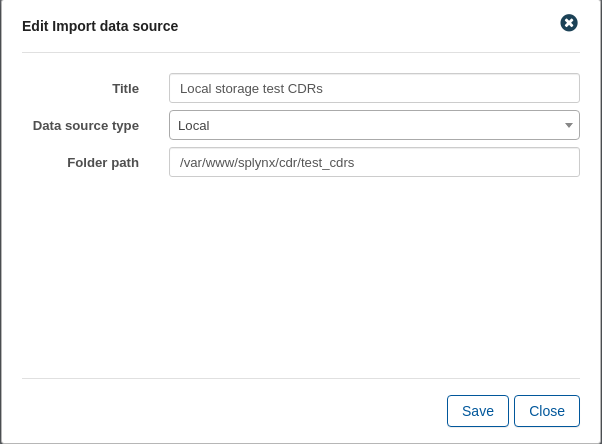 Edit Import data source
Title Local storage test CDRs
Data source type Local
Folder path /var/www/splynx/cdr/test_cdrs
Save Close